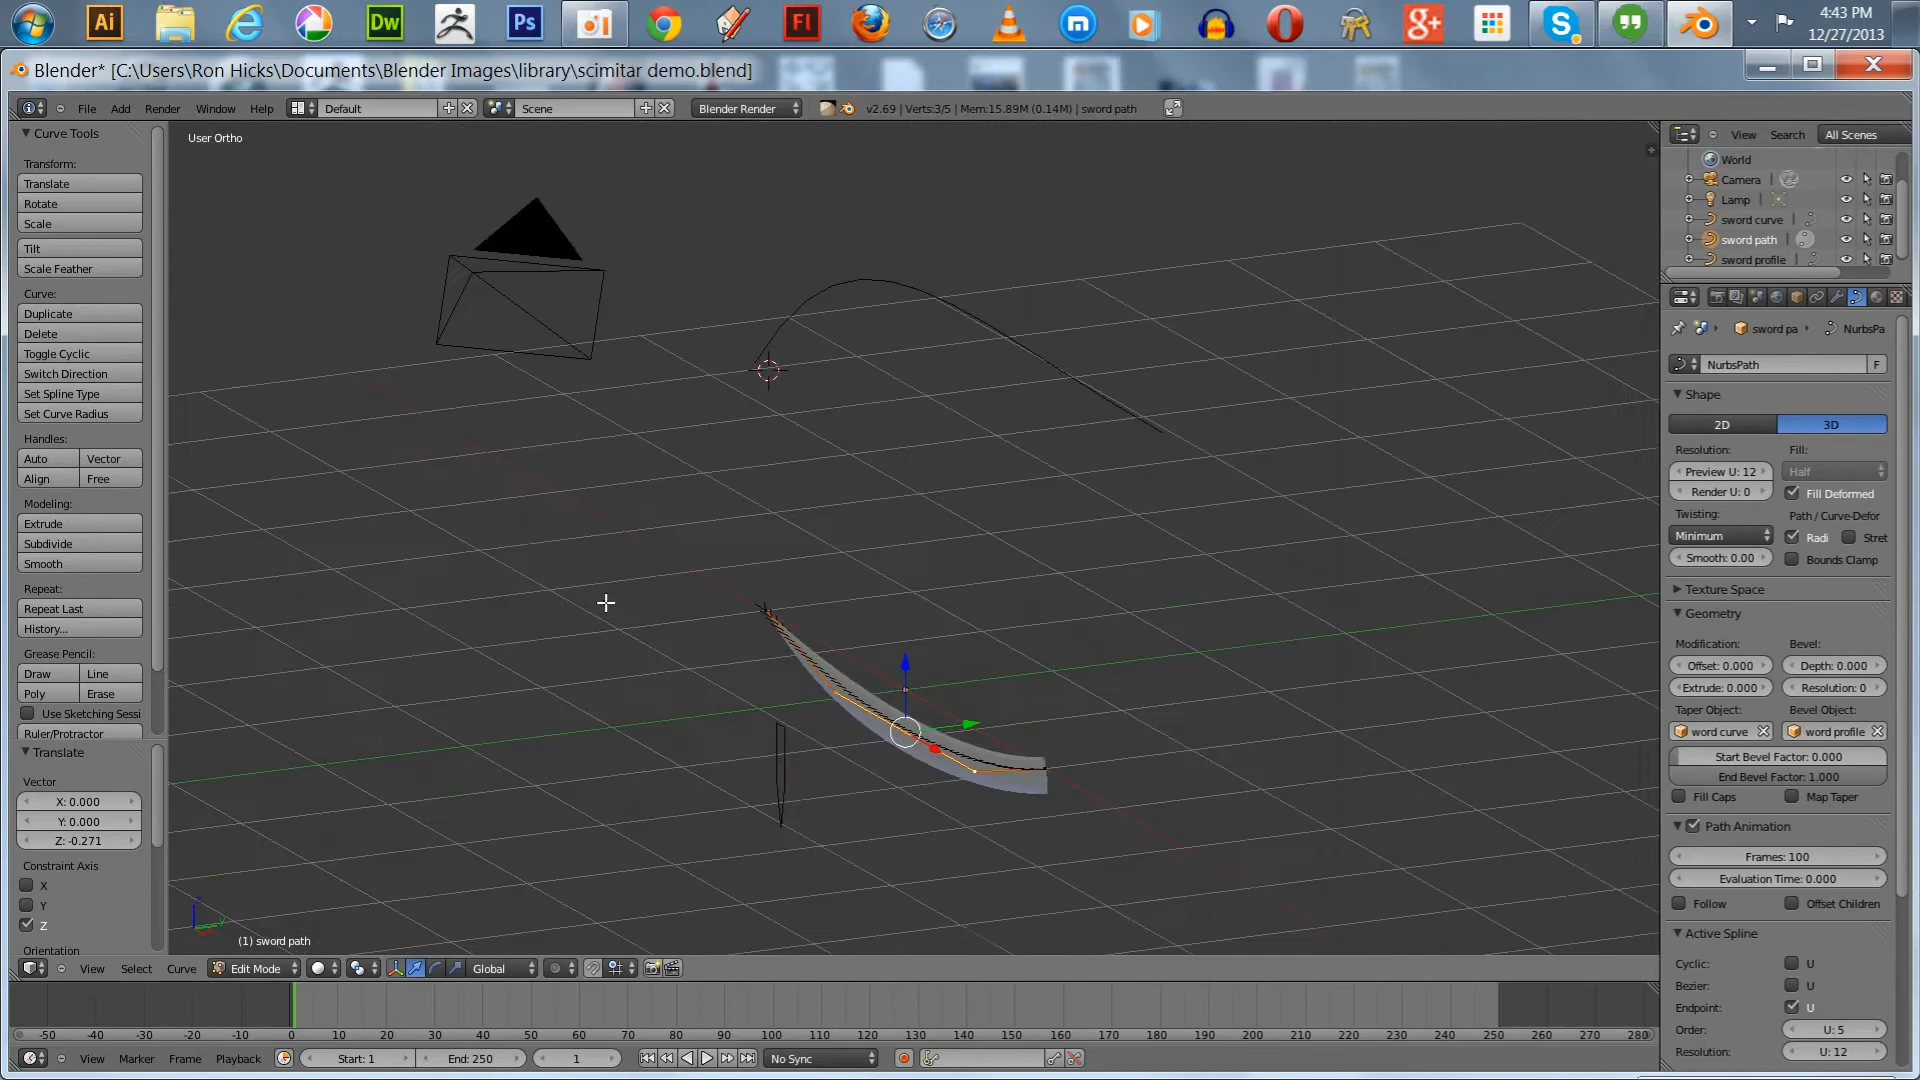 Ai
Dw
Ps
Fl
g+
4:43 PM
12/27/2013
Blender* [C:\Users\Ron Hicks\Documents\Blender Images\library\scimitar demo.blend]
File Add Render Window Help Default Scene Blender Render v2.69 | Verts:3/5 | Mem:15.89M (0.14M) | sword path
Curve Tools
Transform:
Translate
Rotate
Scale
Tilt
Scale Feather
Curve:
Duplicate
Delete
Toggle Cyclic
Switch Direction
Set Spline Type
Set Curve Radius
Handles:
Auto Vector
Align Free
Modeling:
Extrude
Subdivide
Smooth
Repeat:
Repeat Last
History...
Grease Pencil:
Draw Line
Poly Erase
Use Sketching Sessi
Ruler/Protractor
Translate
Vector
X: 0.000
Y: 0.000
Z: -0.271
Constraint Axis
X
Y
Z
Orientation
User Ortho
(1) sword path
View Select Curve Edit Mode Global
-50 -40 -30 -20 -10 0 10 20 30 40 50 60 70 80 90 100 110 120 130 140 150 160 170 180 190 200 210 220 230 240 250 260 270 280
View Marker Frame Playback Start: 1 End: 250 1 No Sync
View Search All Scenes
World
Camera
Lamp
sword curve
sword path
sword profile
sword pa NurbsPa
NurbsPath F
Shape
2D 3D
Resolution: Fill:
Preview U: 12 Half
Render U: 0 Fill Deformed
Twisting: Path / Curve-Defor
Minimum Radi Stret
Smooth: 0.00 Bounds Clamp
Texture Space
Geometry
Modification: Bevel:
Offset: 0.000 Depth: 0.000
Extrude: 0.000 Resolution: 0
Taper Object: Bevel Object:
word curve word profile
Start Bevel Factor: 0.000
End Bevel Factor: 1.000
Fill Caps Map Taper
Path Animation
Frames: 100
Evaluation Time: 0.000
Follow Offset Children
Active Spline
Cyclic: U
Bezier: U
Endpoint: U
Order: U: 5
Resolution: U: 12